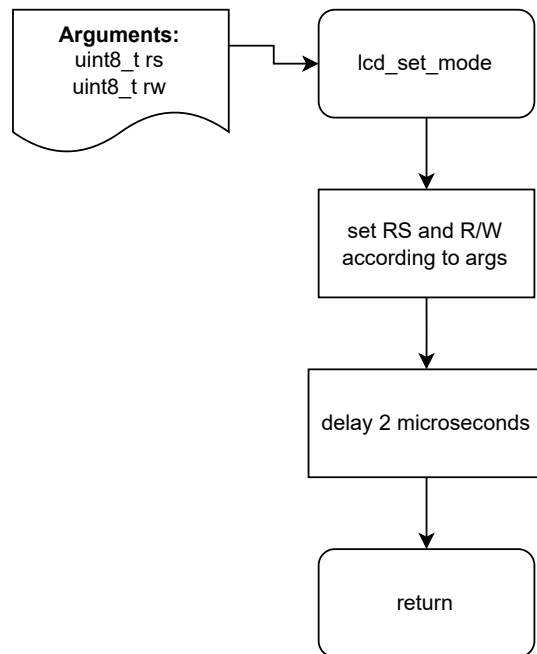 Arguments:
uint8_t rs
uint8_t rw
lcd_set_mode
set RS and R/W
according to args
delay 2 microseconds
return